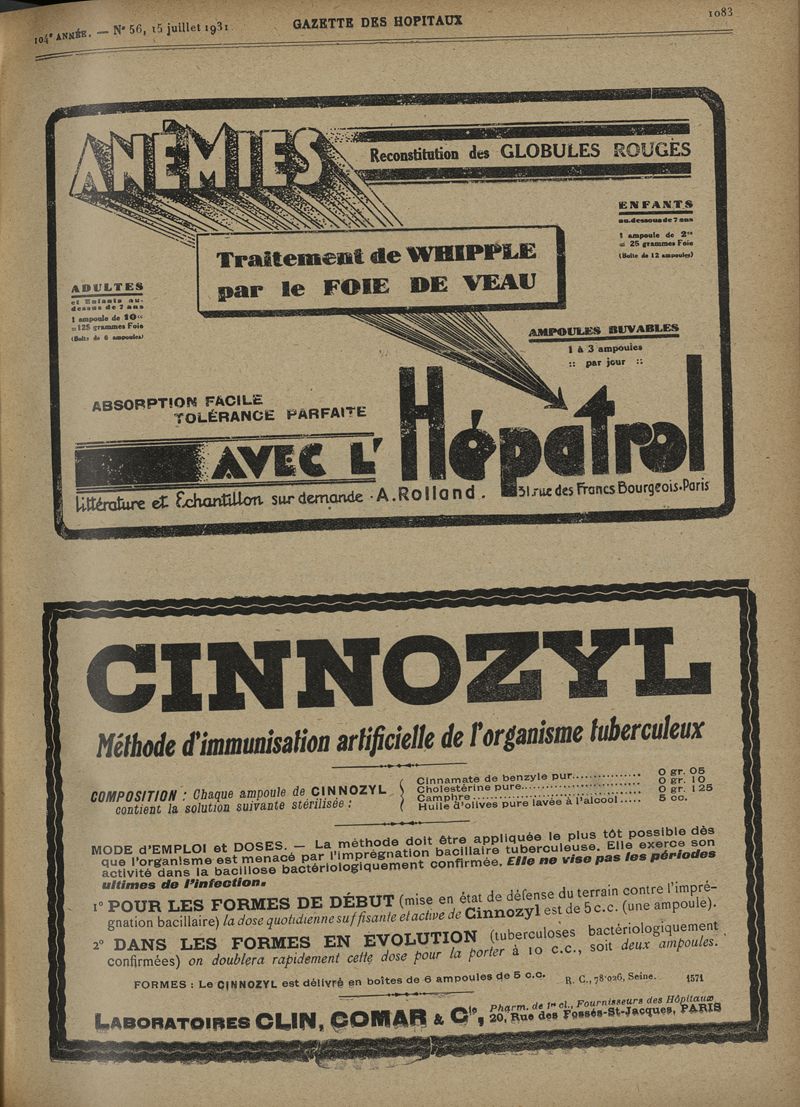 104e ANNÉE. — N° 56, 15 juillet 1931
GAZETTE DES HOPITAUX
1083
ANÉMIES
Reconstitution des GLOBULES ROUGES
ENFANTS
au-dessous de 7 ans
1 ampoule de 2cc
= 25 grammes Foie
(Boîte de 12 ampoules)
Traitement de WHIPPLE
par le FOIE DE VEAU
ADULTES
et Enfants au-
dessus de 7 ans
1 ampoule de 10cc
=125 grammes Foie
(Boîte de 6 ampoules)
AMPOULES BUVABLES
1 à 3 ampoules
:: par jour ::
ABSORPTION FACILE
TOLÉRANCE PARFAITE
AVEC L'Hépatrol
Littérature et Echantillon sur demande · A. Rolland. 31.rue des Francs Bourgeois.Paris
CINNOZYL
Méthode d'immunisation artificielle de l'organisme tuberculeux
COMPOSITION : Chaque ampoule de CINNOZYL
contient la solution suivante stérilisée :
Cinnamate de benzyle pur............... 0 gr. 05
Cholestérine pure........................ 0 gr. 10
Camphre................................. 0 gr. 125
Huile d'olives pure lavée à l'alcool..... 5 cc.
MODE d'EMPLOI et DOSES. — La méthode doit être appliquée le plus tôt possible dès
que l'organisme est menacé par l'imprégnation bacillaire tuberculeuse. Elle exerce son
activité dans la bacillose bactériologiquement confirmée. Elle ne vise pas les périodes
ultimes de l'infection.
1° POUR LES FORMES DE DÉBUT (mise en état de défense du terrain contre l'impré-
gnation bacillaire) la dose quotidienne suffisante et active de Cinnozyl est de 5 c.c. (une ampoule).
2° DANS LES FORMES EN ÉVOLUTION (tuberculoses bactériologiquement
confirmées) on doublera rapidement cette dose pour la porter à 10 c.c., soit deux ampoules.
FORMES : Le CINNOZYL est délivré en boîtes de 6 ampoules de 5 c.c. R. C., 78.026, Seine. 1571
LABORATOIRES CLIN, COMAR & Cie, Pharm. de 1re cl., Fournisseurs des Hôpitaux
20, Rue des Fossés-St-Jacques, PARIS